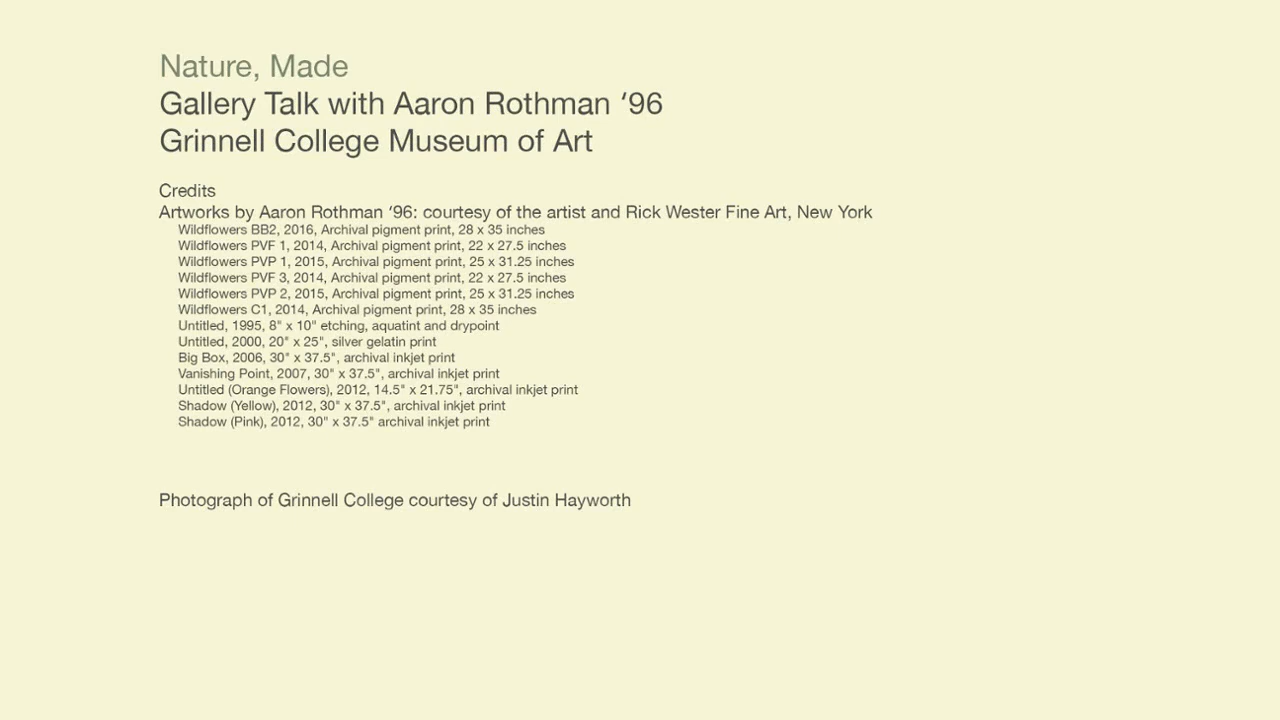 Nature, Made
Gallery Talk with Aaron Rothman ‘96
Grinnell College Museum of Art
Credits
Artworks by Aaron Rothman ‘96: courtesy of the artist and Rick Wester Fine Art, New York
Wildflowers BB2, 2016, Archival pigment print, 28 x 35 inches
Wildflowers PVF 1, 2014, Archival pigment print, 22 x 27.5 inches
Wildflowers PVP 1, 2015, Archival pigment print, 25 x 31.25 inches
Wildflowers PVF 3, 2014, Archival pigment print, 22 x 27.5 inches
Wildflowers PVP 2, 2015, Archival pigment print, 25 x 31.25 inches
Wildflowers C1, 2014, Archival pigment print, 28 x 35 inches
Untitled, 1995, 8" x 10" etching, aquatint and drypoint
Untitled, 2000, 20" x 25", silver gelatin print
Big Box, 2006, 30" x 37.5", archival inkjet print
Vanishing Point, 2007, 30" x 37.5", archival inkjet print
Untitled (Orange Flowers), 2012, 14.5" x 21.75", archival inkjet print
Shadow (Yellow), 2012, 30" x 37.5", archival inkjet print
Shadow (Pink), 2012, 30" x 37.5" archival inkjet print
Photograph of Grinnell College courtesy of Justin Hayworth